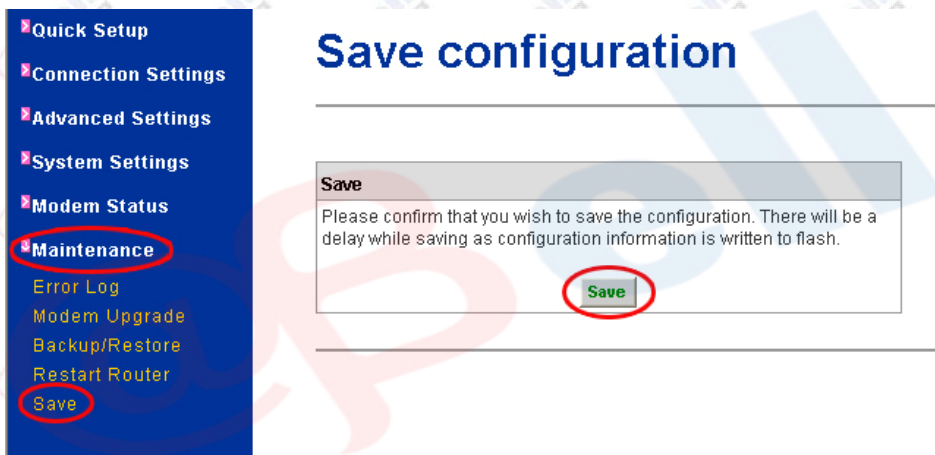 Quick Setup
Connection Settings
Advanced Settings
System Settings
Modem Status
Maintenance
Error Log
Modem Upgrade
Backup/Restore
Restart Router
Save
Save configuration
Save
Please confirm that you wish to save the configuration. There will be a
delay while saving as configuration information is written to flash.
Save